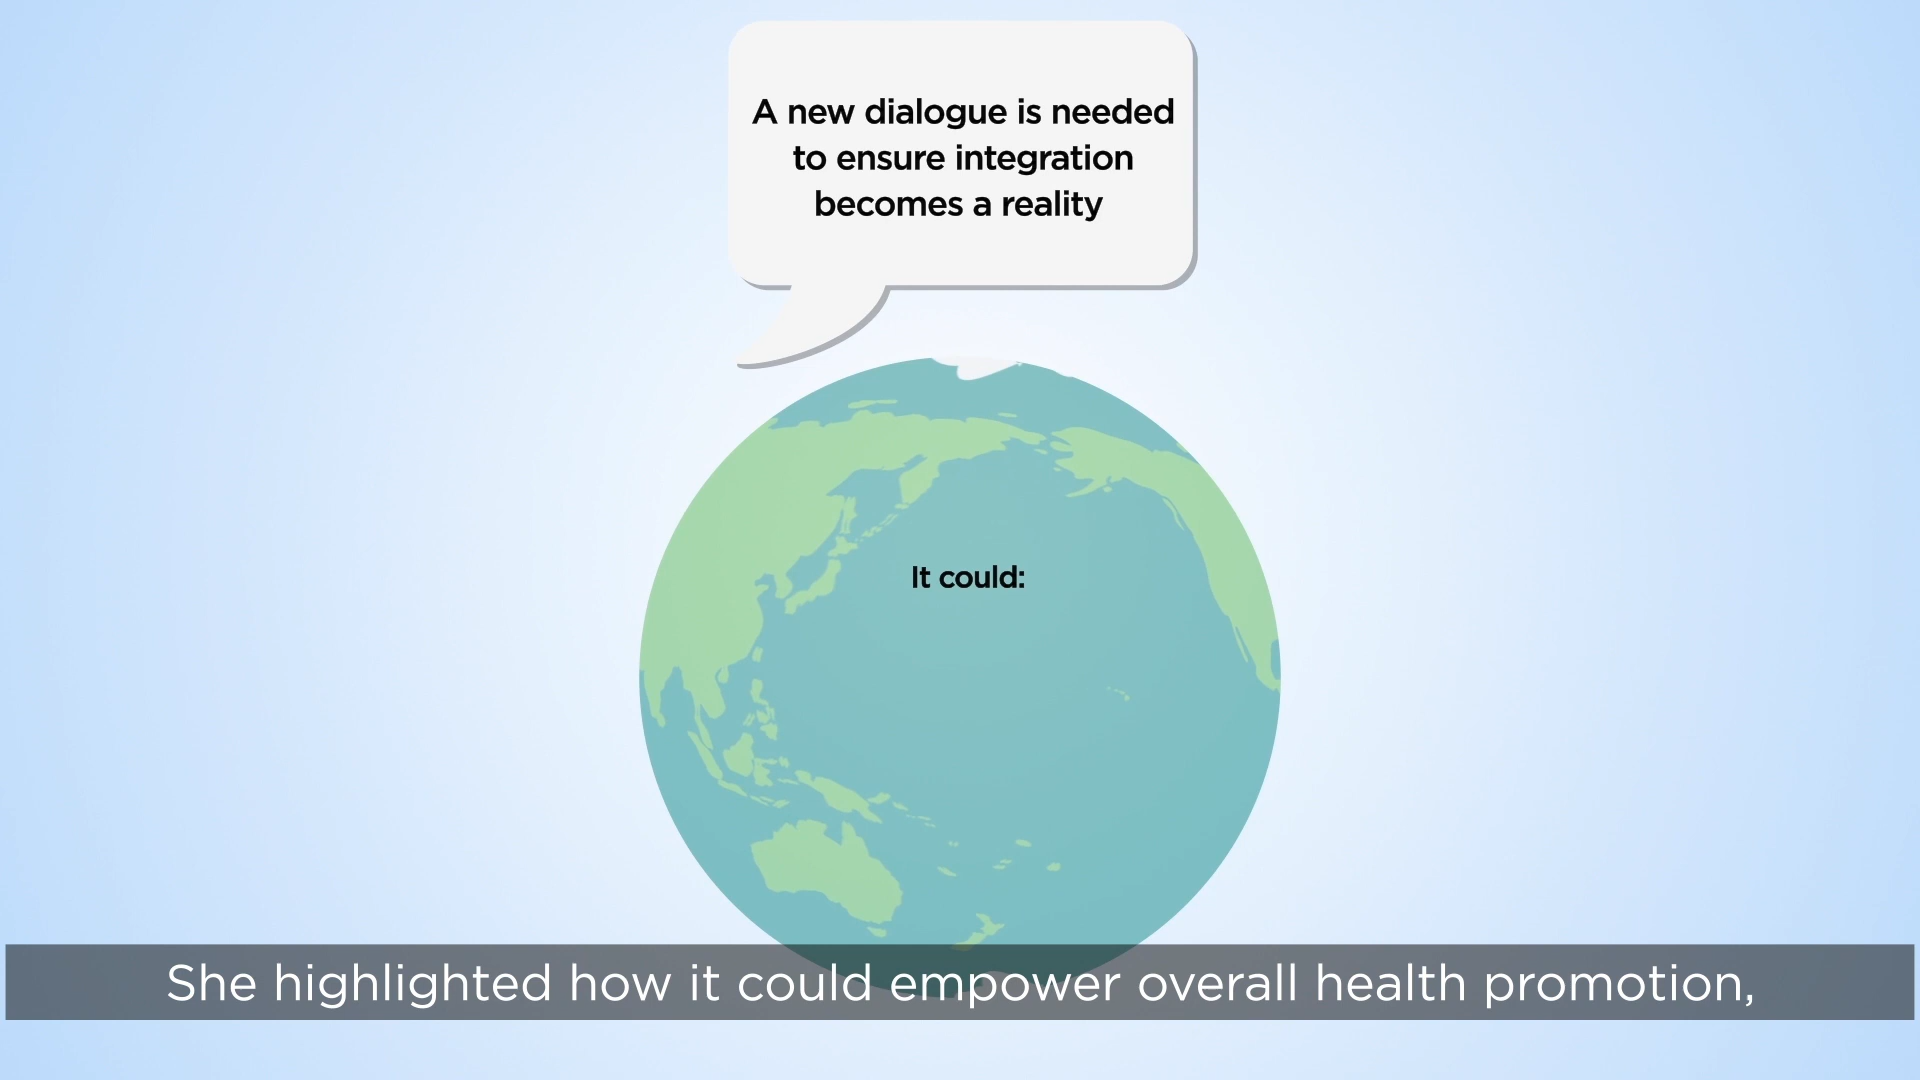 A new dialogue is needed
to ensure integration
becomes a reality
It could:
She highlighted how it could empower overall health promotion,